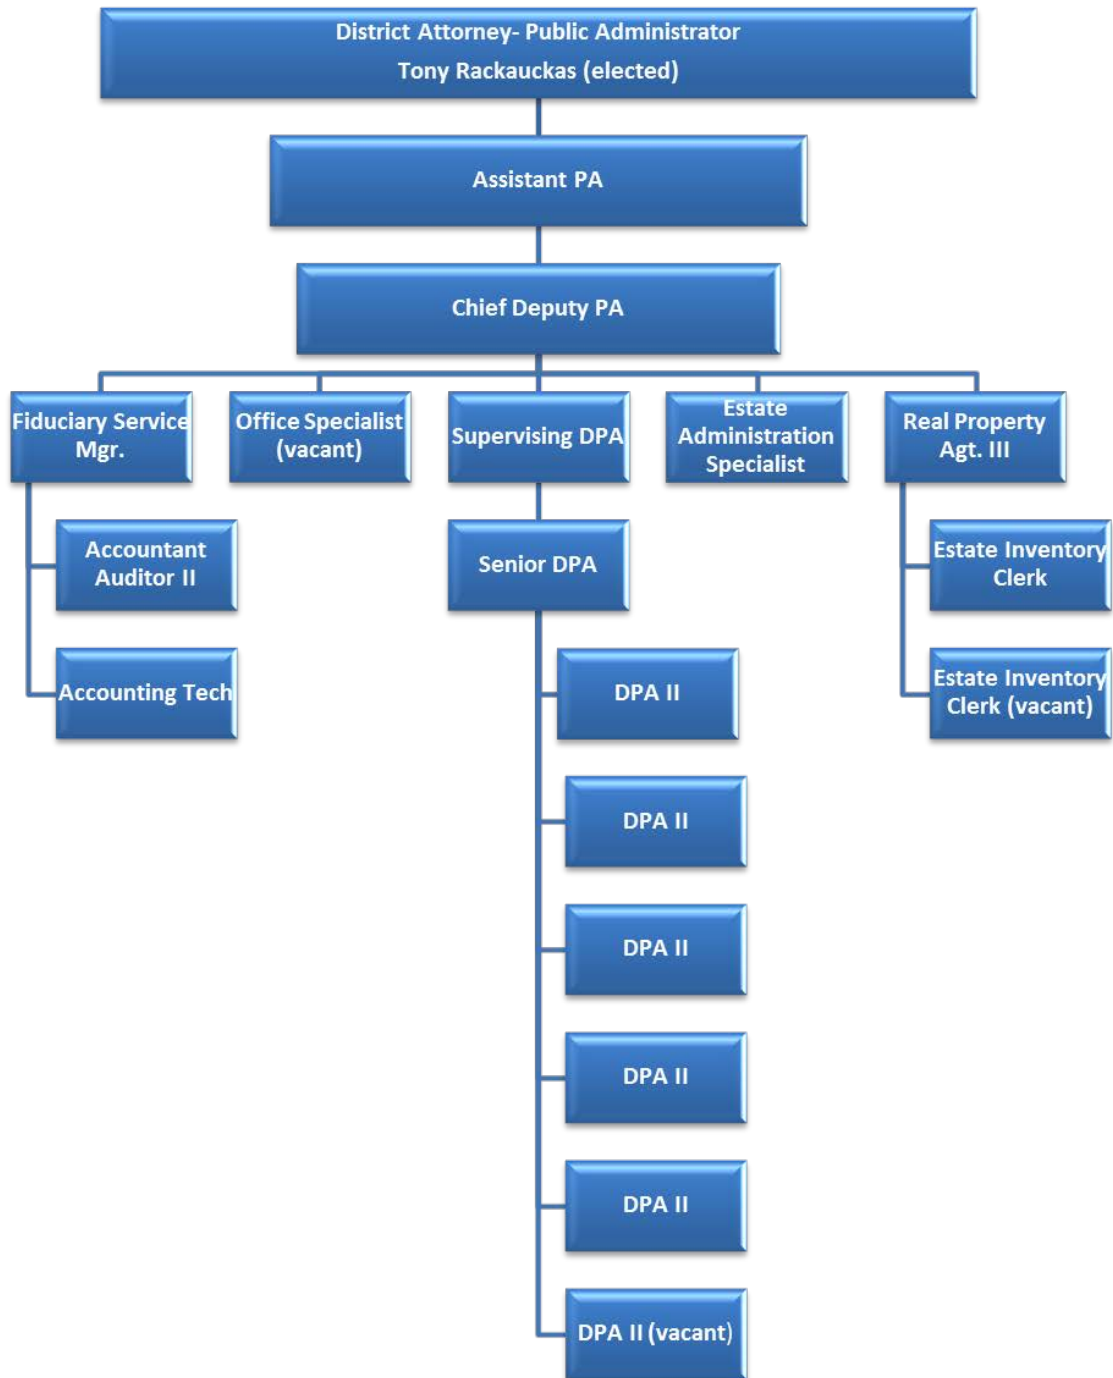 District Attorney- Public Administrator
Tony Rackauckas (elected)
Assistant PA
Chief Deputy PA
Fiduciary Service
Mgr.
Office Specialist
(vacant)
Supervising DPA
Estate
Administration
Specialist
Real Property
Agt. III
Accountant
Auditor II
Senior DPA
Estate Inventory
Clerk
Accounting Tech
DPA II
Estate Inventory
Clerk (vacant)
DPA II
DPA II
DPA II
DPA II
DPA II (vacant)